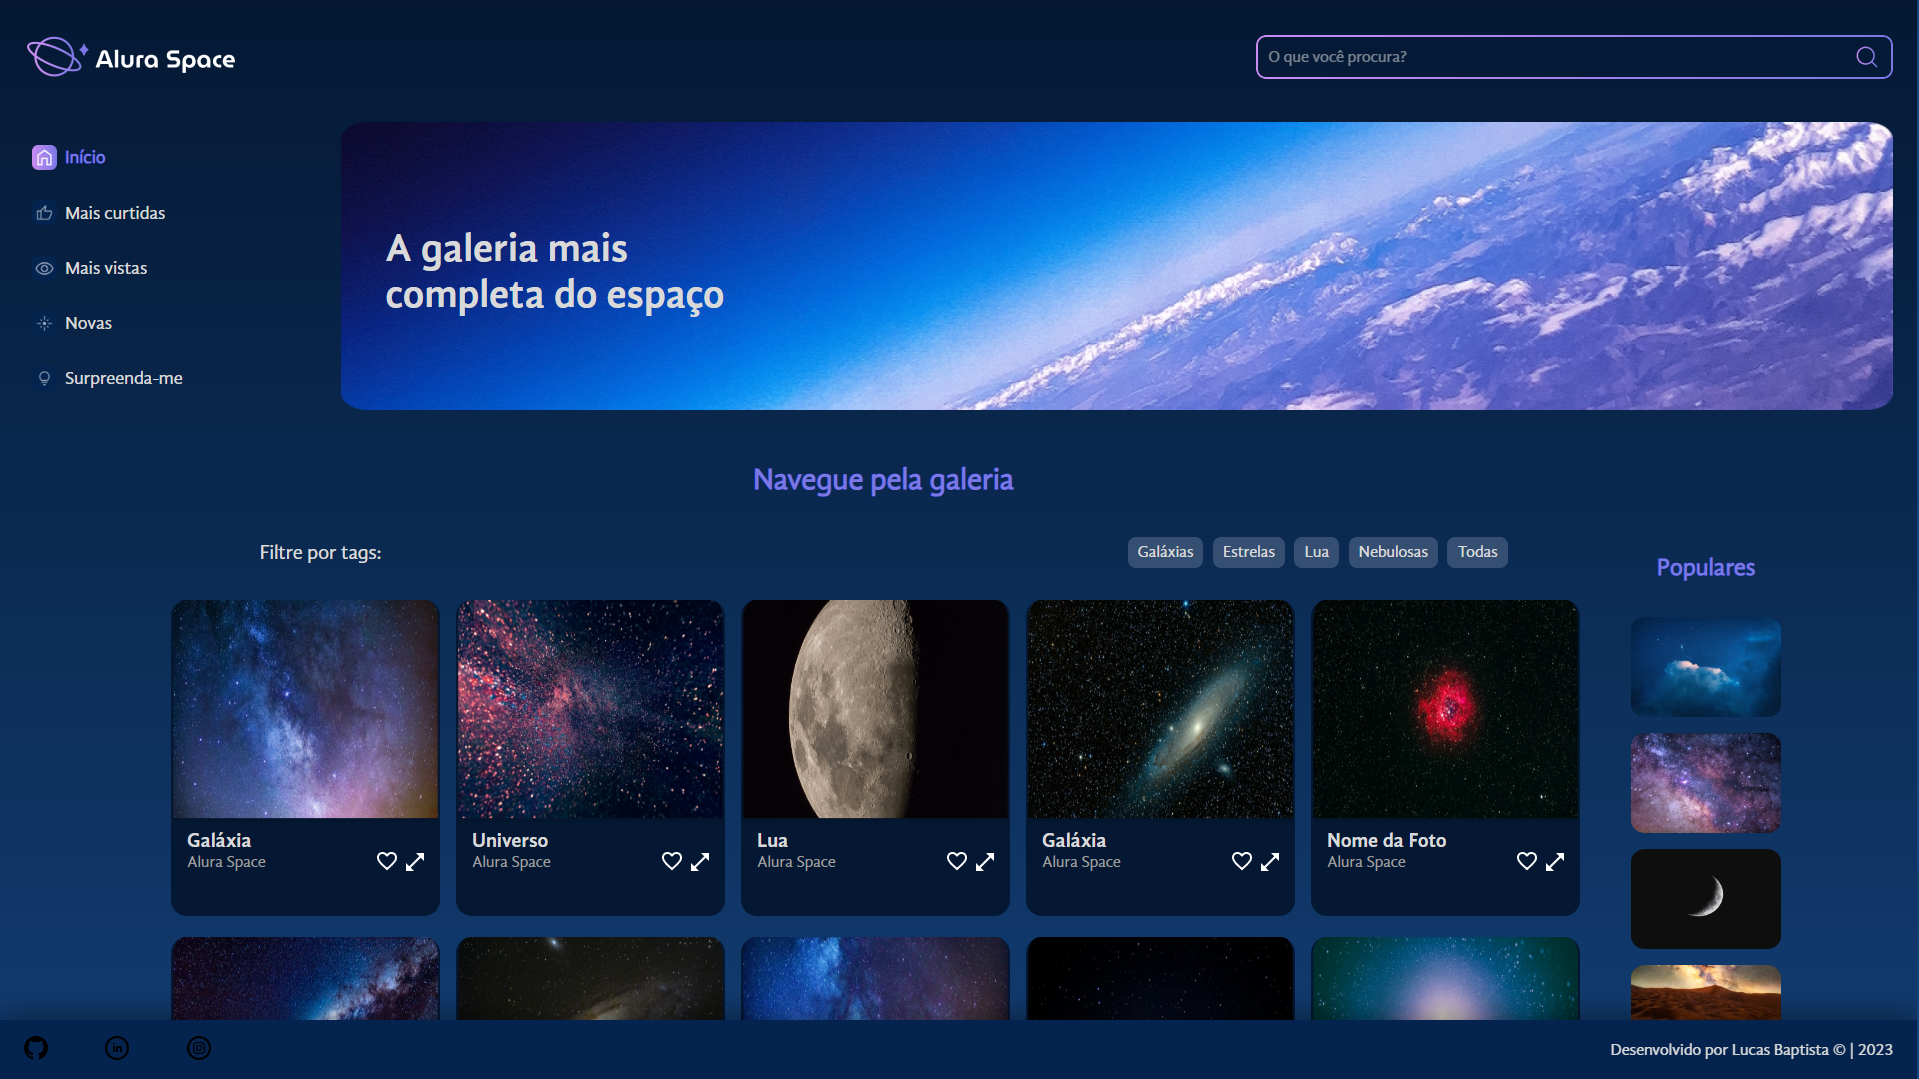 Alura Space
O que você procura?
Início
Mais curtidas
Mais vistas
Novas
Surpreenda-me
A galeria mais
completa do espaço
Navegue pela galeria
Filtre por tags:
Galáxias
Estrelas
Lua
Nebulosas
Todas
Populares
Galáxia
Alura Space
Universo
Alura Space
Lua
Alura Space
Galáxia
Alura Space
Nome da Foto
Alura Space
Desenvolvido por Lucas Baptista © | 2023